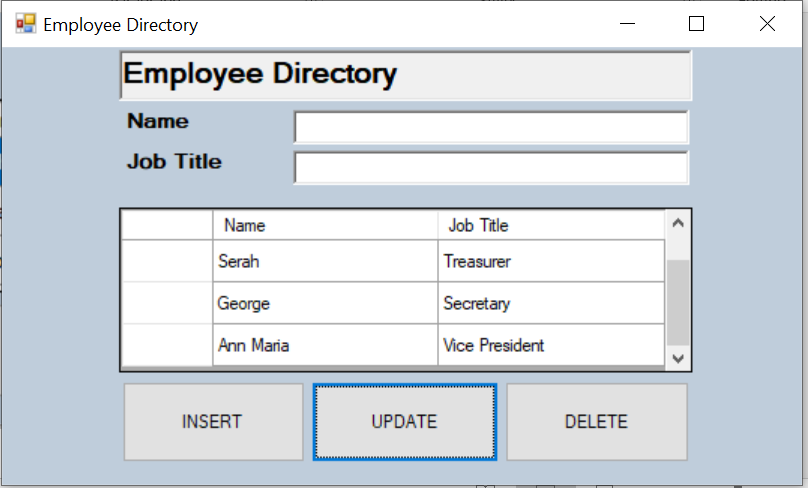 Employee Directory
Employee Directory
Name
Job Title
Name Job Title
Serah Treasurer
George Secretary
Ann Maria Vice President
INSERT UPDATE DELETE